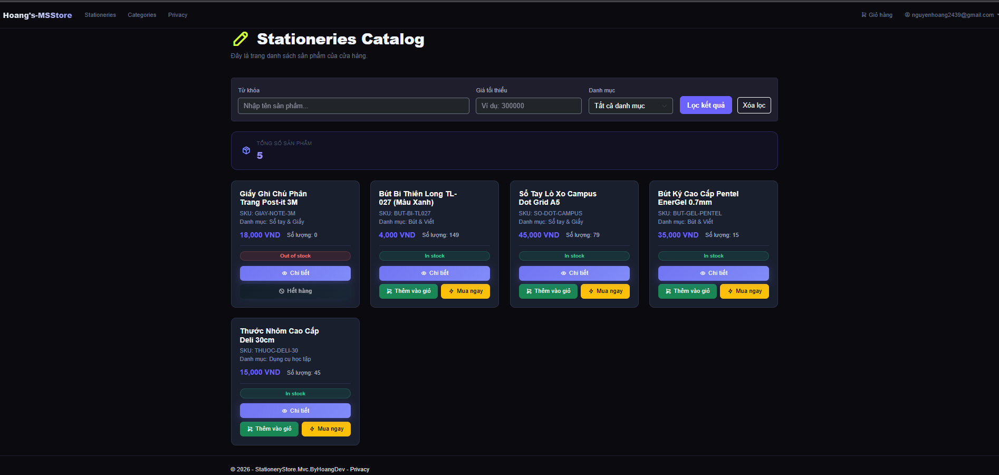 Hoang's-MSStore Stationeries Categories Privacy Giỏ hàng nguyenhoang2439@gmail.com
Stationeries Catalog
Đây là trang danh sách sản phẩm của cửa hàng.
Từ khóa Giá tối thiểu Danh mục
Nhập tên sản phẩm... Ví dụ: 300000 Tất cả danh mục Lọc kết quả Xóa lọc
TỔNG SỐ SẢN PHẨM
5
Giấy Ghi Chú Phân
Trang Post-it 3M
SKU: GIAY-NOTE-3M
Danh mục: Sổ tay & Giấy
18,000 VND Số lượng: 0
Out of stock
Chi tiết
Hết hàng
Bút Bi Thiên Long TL-
027 (Màu Xanh)
SKU: BUT-BI-TL027
Danh mục: Bút & Viết
4,000 VND Số lượng: 149
In stock
Chi tiết
Thêm vào giỏ Mua ngay
Sổ Tay Lò Xo Campus
Dot Grid A5
SKU: SO-DOT-CAMPUS
Danh mục: Sổ tay & Giấy
45,000 VND Số lượng: 79
In stock
Chi tiết
Thêm vào giỏ Mua ngay
Bút Ký Cao Cấp Pentel
EnerGel 0.7mm
SKU: BUT-GEL-PENTEL
Danh mục: Bút & Viết
35,000 VND Số lượng: 15
In stock
Chi tiết
Thêm vào giỏ Mua ngay
Thước Nhôm Cao Cấp
Deli 30cm
SKU: THUOC-DELI-30
Danh mục: Dụng cụ học tập
15,000 VND Số lượng: 45
In stock
Chi tiết
Thêm vào giỏ Mua ngay
© 2026 - StationeryStore.Mvc.ByHoangDev - Privacy